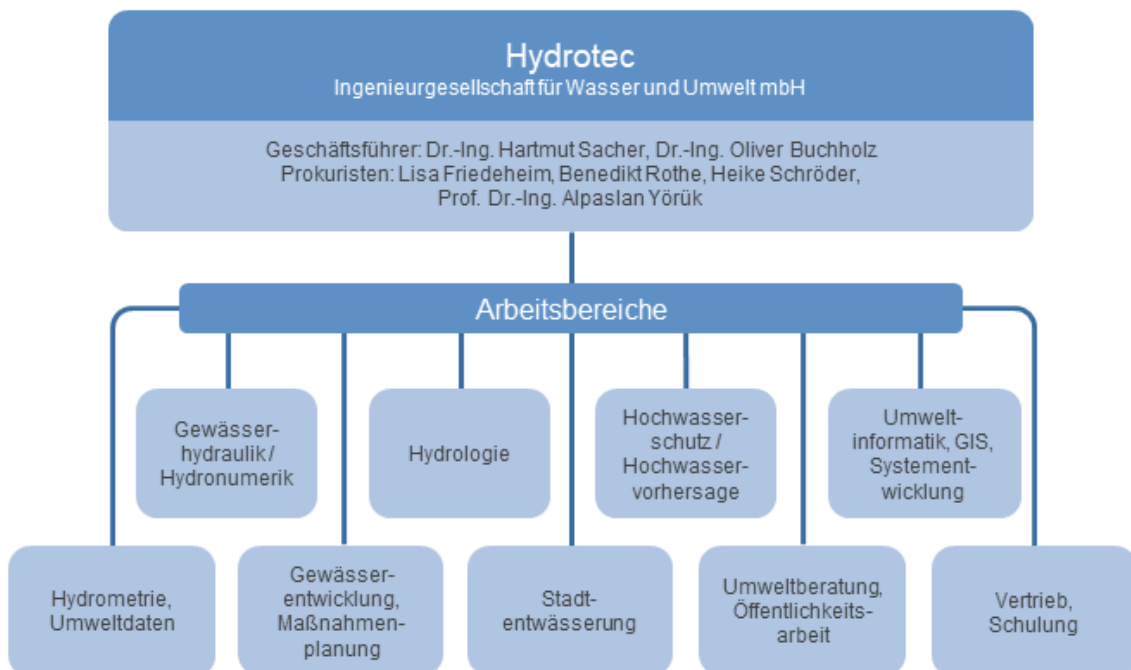 Hydrotec
Ingenieurgesellschaft für Wasser und Umwelt mbH
Geschäftsführer: Dr.-Ing. Hartmut Sacher, Dr.-Ing. Oliver Buchholz
Prokuristen: Lisa Friedeheim, Benedikt Rothe, Heike Schröder,
Prof. Dr.-Ing. Alpaslan Yörük
Arbeitsbereiche
Gewässer-
hydraulik /
Hydronumerik
Hydrologie
Hochwasser-
schutz /
Hochwasser-
vorhersage
Umwelt-
informatik, GIS,
Systement-
wicklung
Hydrometrie,
Umweltdaten
Gewässer-
entwicklung,
Maßnahmen-
planung
Stadt-
entwässerung
Umweltberatung,
Öffentlichkeits-
arbeit
Vertrieb,
Schulung